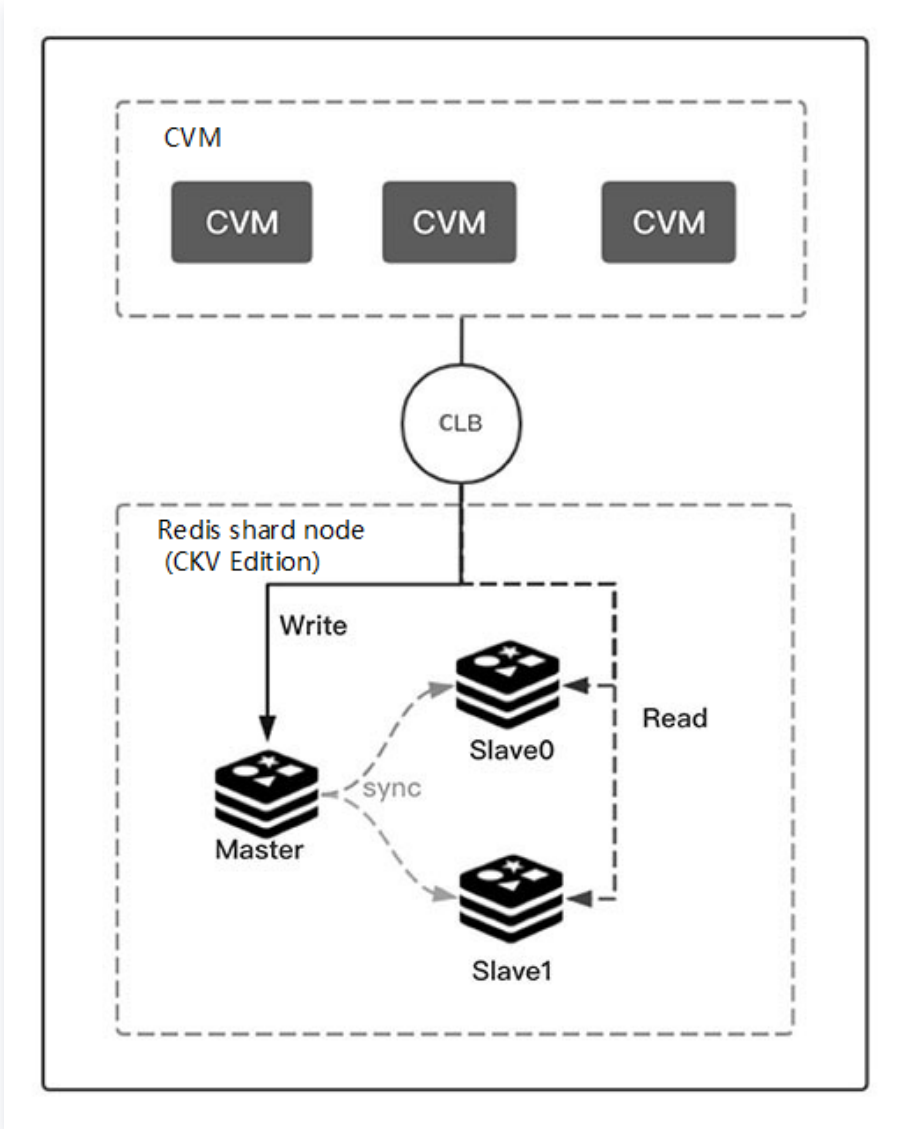 CVM
CVM
CVM
CVM
CLB
Redis shard node
(CKV Edition)
Write
Slave0
Read
sync
Master
Slave1